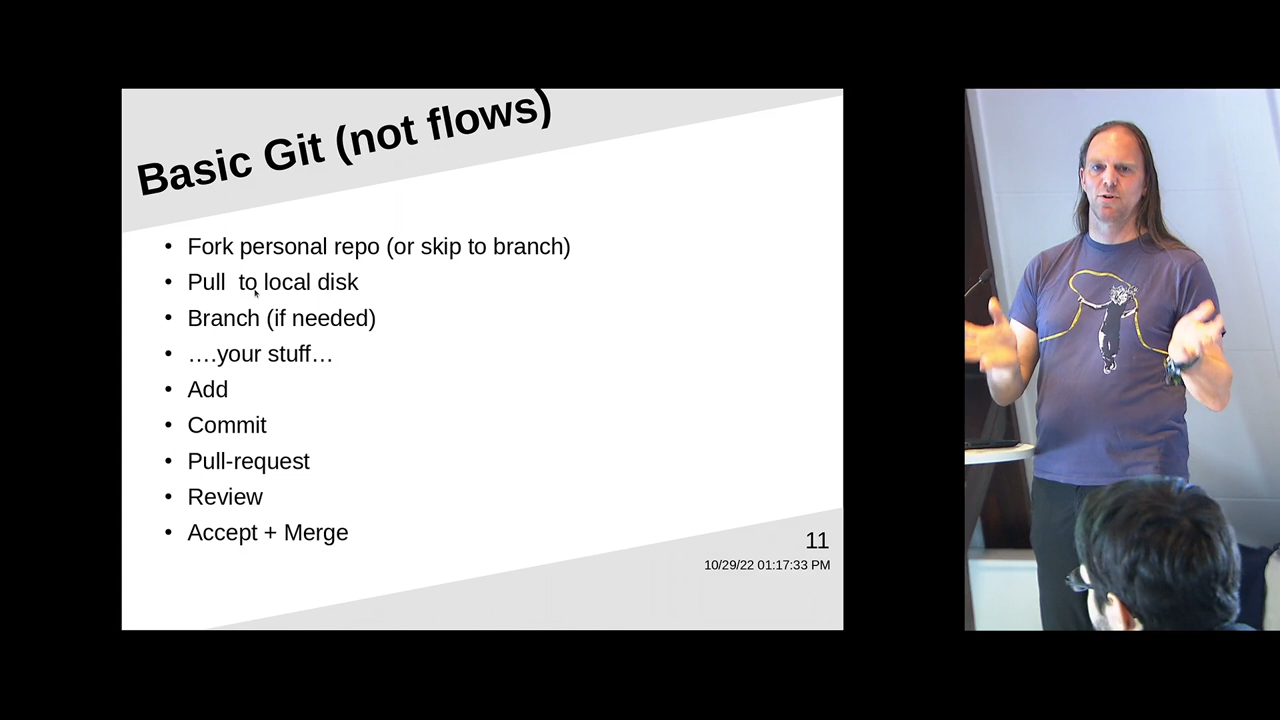 Basic Git (not flows)
• Fork personal repo (or skip to branch)
• Pull  to local disk
• Branch (if needed)
• ….your stuff…
• Add
• Commit
• Pull-request
• Review
• Accept + Merge
11
10/29/22 01:17:33 PM